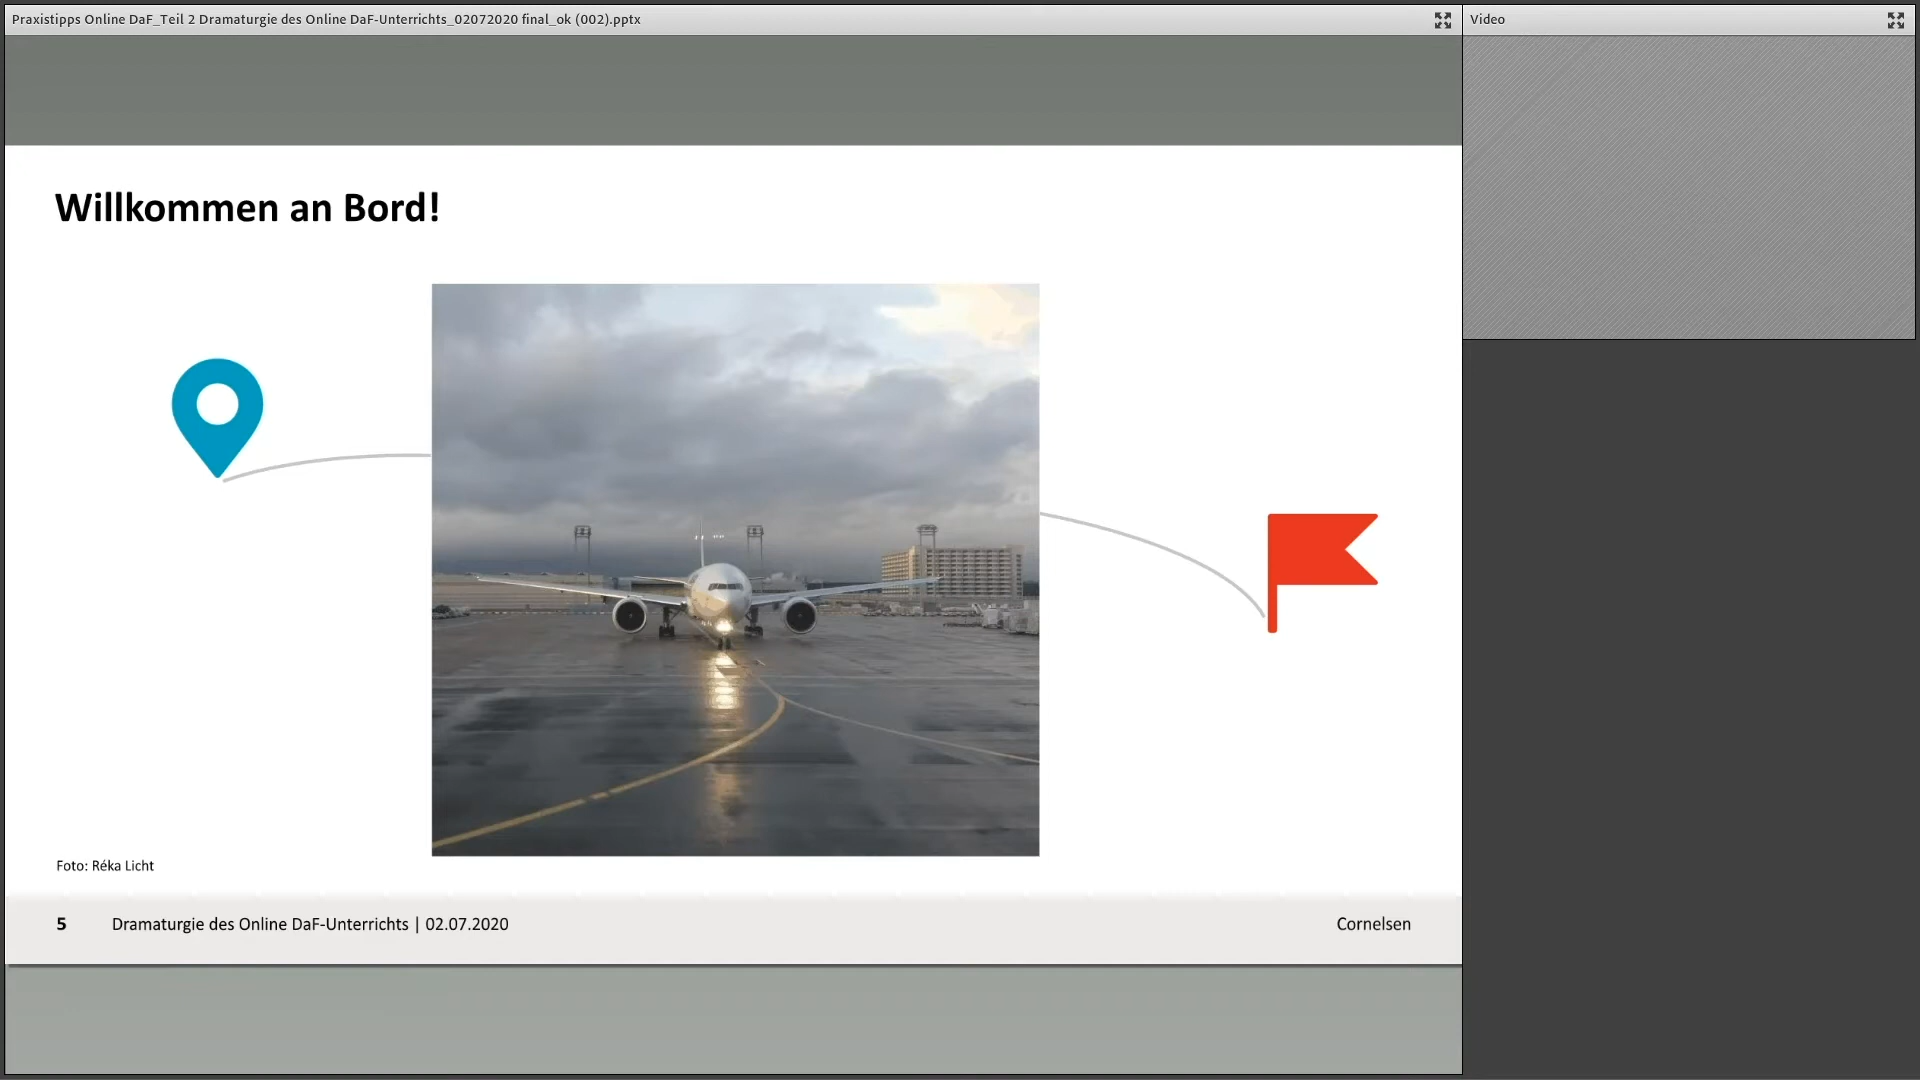 Praxistipps Online DaF_Teil 2 Dramaturgie des Online DaF-Unterrichts_02072020 final_ok (002).pptx
Video
Willkommen an Bord!
Foto: Réka Licht
5 Dramaturgie des Online DaF-Unterrichts | 02.07.2020 Cornelsen